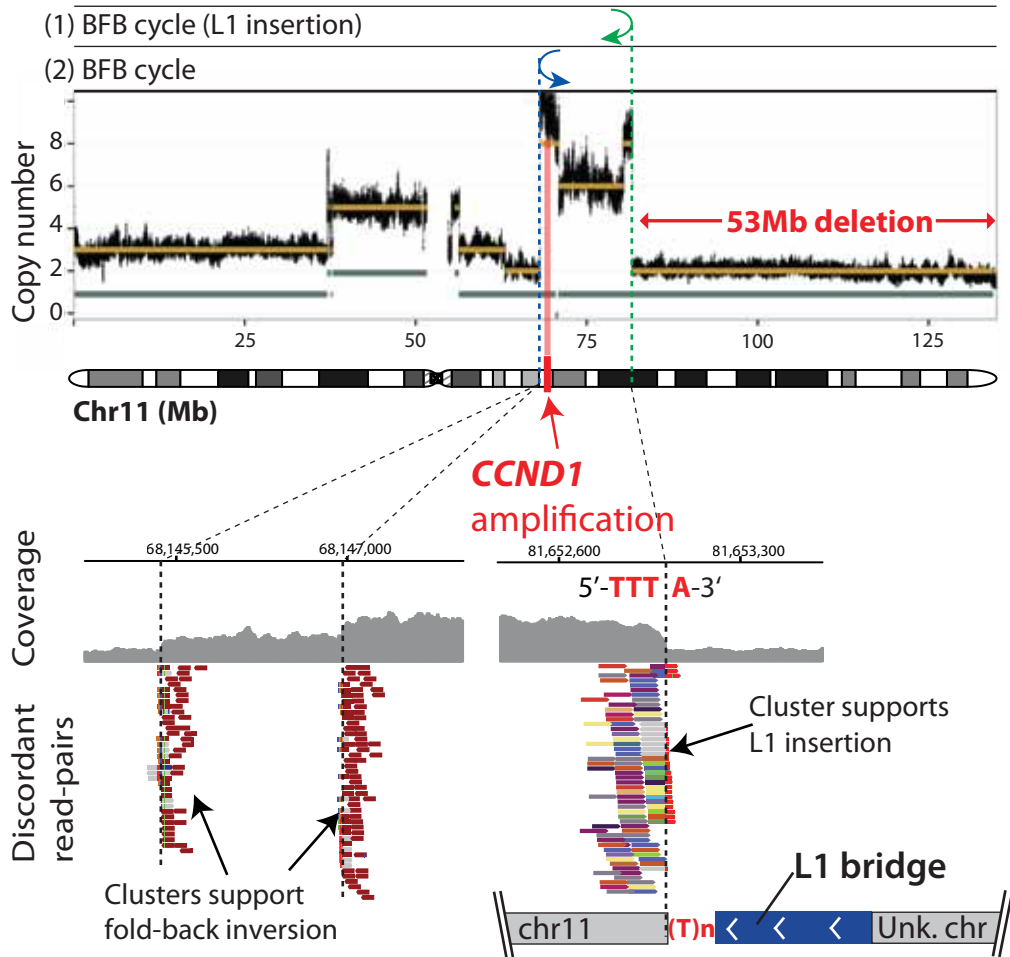 (1) BFB cycle (L1 insertion)
(2) BFB cycle
Copy number
8
6
4
2
0
53Mb deletion
25
50
75
100
125
Chr11 (Mb)
CCND1
amplification
68,145,500
68,147,000
81,652,600
81,653,300
5'-TTT A-3‘
Coverage
Discordant
read-pairs
Cluster supports
L1 insertion
Clusters support
fold-back inversion
L1 bridge
chr11
(T)n
Unk. chr